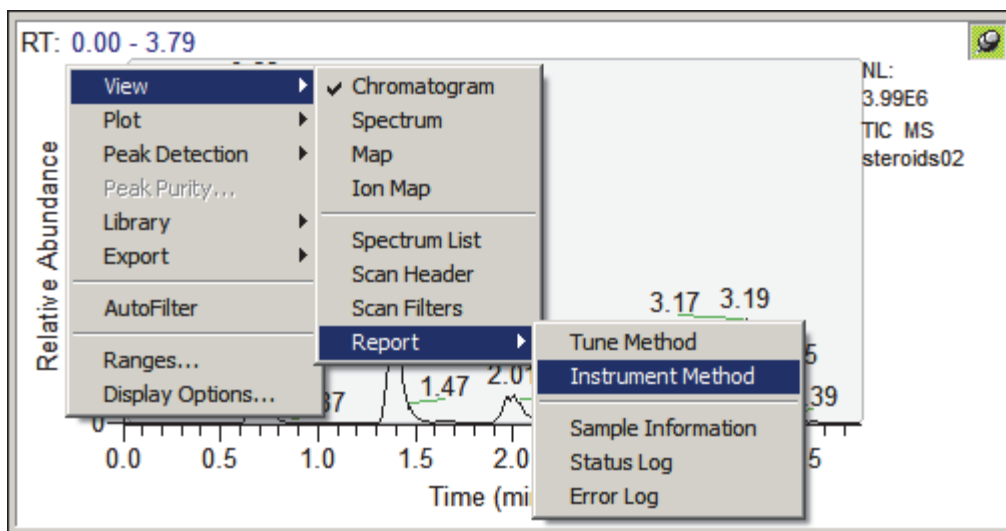 RT: 0.00 - 3.79
NL:
3.99E6
TIC MS
steroids02
Relative Abundance
View
Plot
Peak Detection
Peak Purity...
Library
Export
AutoFilter
Ranges...
Display Options...
Chromatogram
Spectrum
Map
Ion Map
Spectrum List
Scan Header
Scan Filters
Report
Tune Method
Instrument Method
Sample Information
Status Log
Error Log
3.17 3.19
1.47 2.01
0
0.0 0.5 1.0 1.5 2.0
Time